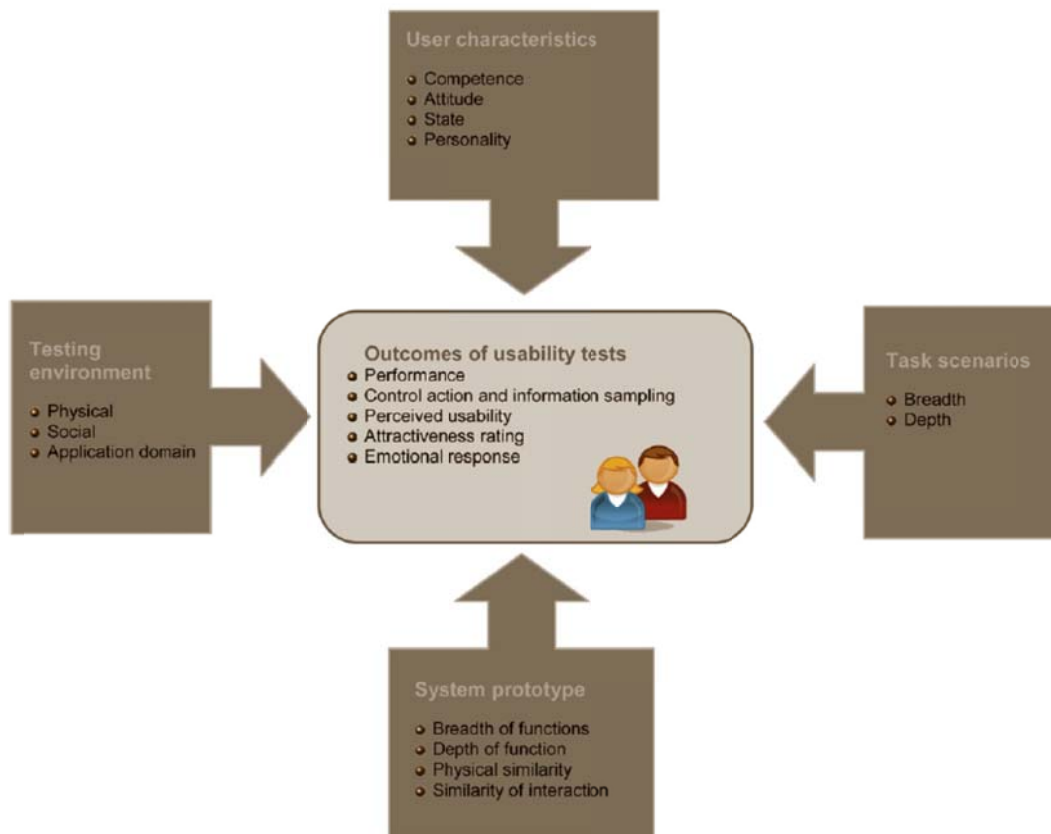 User characteristics
Competence
Attitude
State
Personality
Testing
environment
Physical
Social
Application domain
Outcomes of usability tests
Performance
Control action and information sampling
Perceived usability
Attractiveness rating
Emotional response
Task scenarios
Breadth
Depth
System prototype
Breadth of functions
Depth of function
Physical similarity
Similarity of interaction